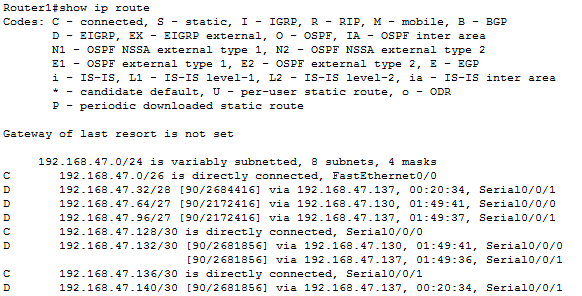 Router1#show ip route
Codes: C - connected, S - static, I - IGRP, R - RIP, M - mobile, B - BGP
D - EIGRP, EX - EIGRP external, O - OSPF, IA - OSPF inter area
N1 - OSPF NSSA external type 1, N2 - OSPF NSSA external type 2
E1 - OSPF external type 1, E2 - OSPF external type 2, E - EGP
i - IS-IS, L1 - IS-IS level-1, L2 - IS-IS level-2, ia - IS-IS inter area
* - candidate default, U - per-user static route, o - ODR
P - periodic downloaded static route
Gateway of last resort is not set
192.168.47.0/24 is variably subnetted, 8 subnets, 4 masks
C 192.168.47.0/26 is directly connected, FastEthernet0/0
D 192.168.47.32/28 [90/2684416] via 192.168.47.137, 00:20:34, Serial0/0/1
D 192.168.47.64/27 [90/2172416] via 192.168.47.130, 01:49:41, Serial0/0/0
D 192.168.47.96/27 [90/2172416] via 192.168.47.137, 01:49:37, Serial0/0/1
C 192.168.47.128/30 is directly connected, Serial0/0/0
D 192.168.47.132/30 [90/2681856] via 192.168.47.130, 01:49:41, Serial0/0/0
[90/2681856] via 192.168.47.137, 01:49:36, Serial0/0/1
C 192.168.47.136/30 is directly connected, Serial0/0/1
D 192.168.47.140/30 [90/2681856] via 192.168.47.137, 00:20:34, Serial0/0/1